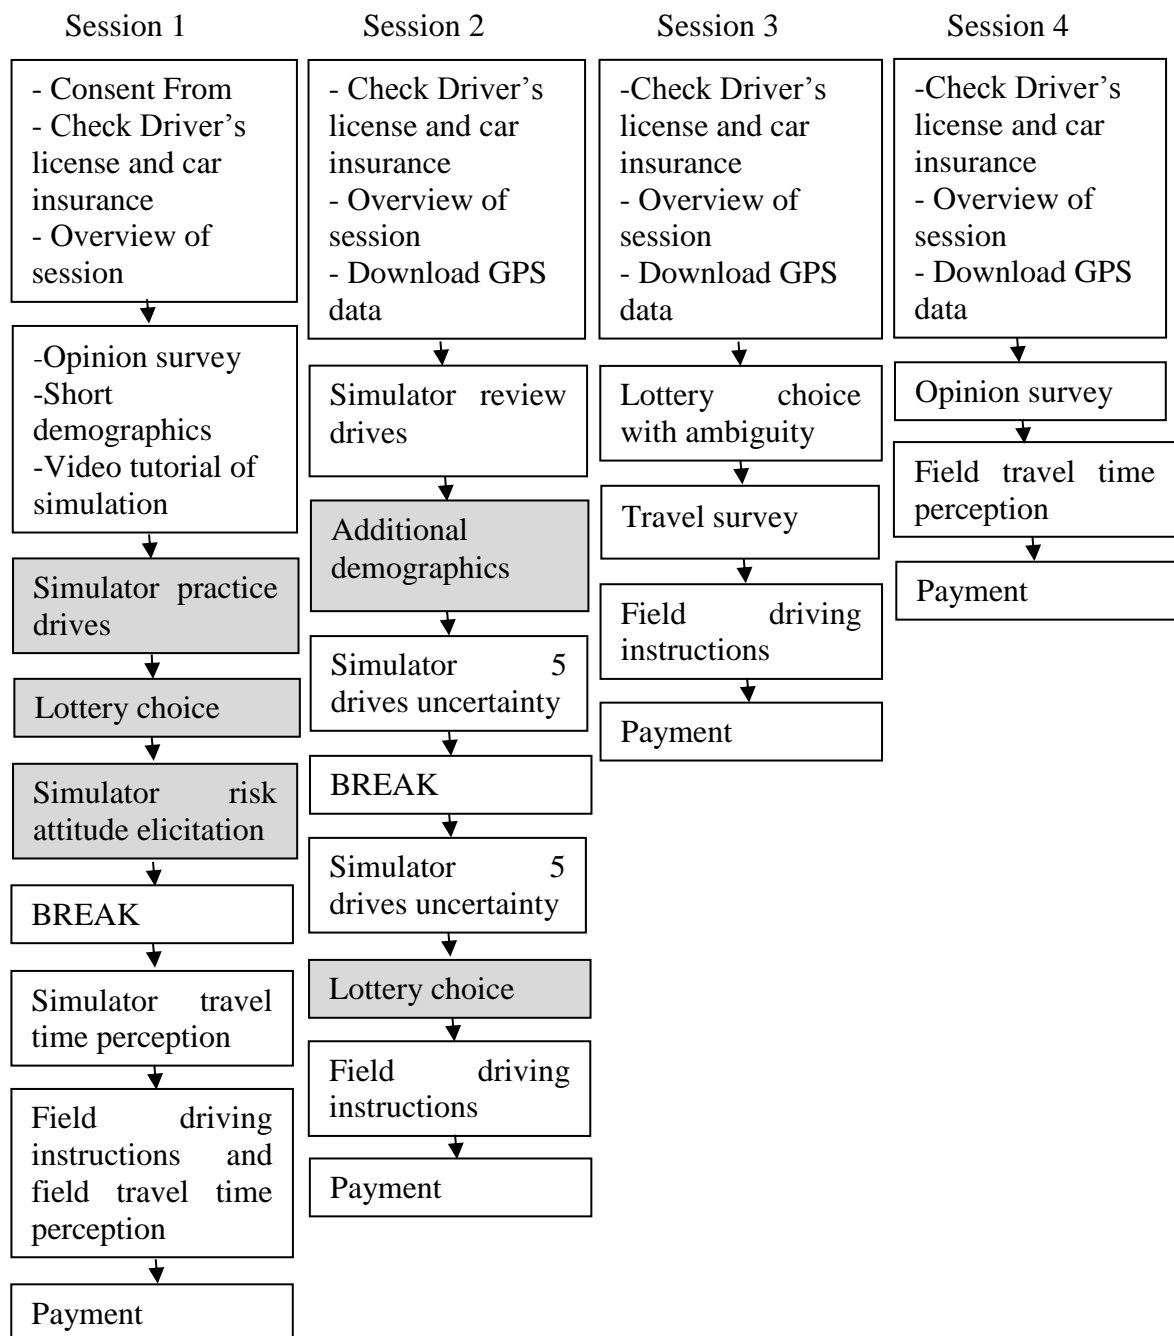 Session 1
- Consent From
- Check Driver's
license and car
insurance
- Overview of
session
-Opinion survey
-Short
demographics
-Video tutorial of
simulation
Simulator practice
drives
Lottery choice
Simulator risk
attitude elicitation
BREAK
Simulator travel
time perception
Field driving
instructions and
field travel time
perception
Payment
Session 2
- Check Driver's
license and car
insurance
- Overview of
session
- Download GPS
data
Simulator review
drives
Additional
demographics
Simulator 5
drives uncertainty
BREAK
Simulator 5
drives uncertainty
Lottery choice
Field driving
instructions
Payment
Session 3
-Check Driver's
license and car
insurance
- Overview of
session
- Download GPS
data
Lottery choice
with ambiguity
Travel survey
Field driving
instructions
Payment
Session 4
-Check Driver's
license and car
insurance
- Overview of
session
- Download GPS
data
Opinion survey
Field travel time
perception
Payment